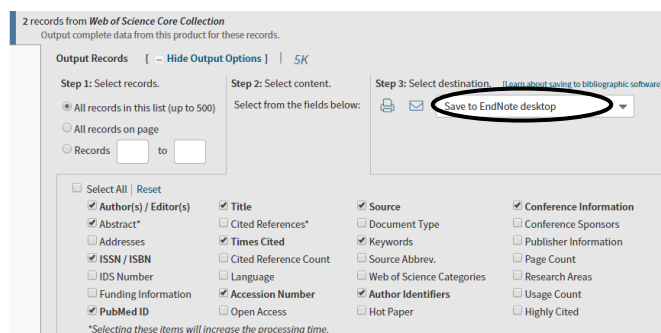 2 records from Web of Science Core Collection
Output complete data from this product for these records.
Output Records [ – Hide Output Options ] | 5K
Step 1: Select records. Step 2: Select content. Step 3: Select destination. [Learn about saving to bibliographic software]
All records in this list (up to 500) Select from the fields below: Save to EndNote desktop
All records on page
Records to
Select All | Reset
Author(s) / Editor(s) Title Source Conference Information
Abstract* Cited References* Document Type Conference Sponsors
Addresses Times Cited Keywords Publisher Information
ISSN / ISBN Cited Reference Count Source Abbrev. Page Count
IDS Number Language Web of Science Categories Research Areas
Funding Information Accession Number Author Identifiers Usage Count
PubMed ID Open Access Hot Paper Highly Cited
*Selecting these items will increase the processing time.